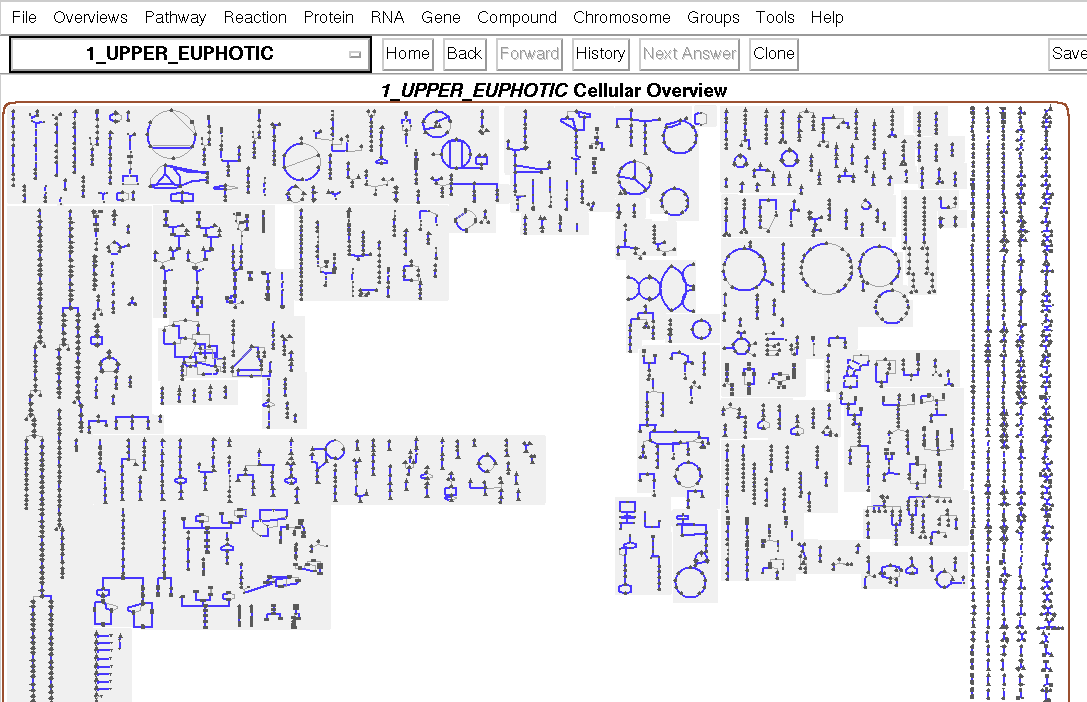 File Overviews Pathway Reaction Protein RNA Gene Compound Chromosome Groups Tools Help
1_UPPER_EUPHOTIC Home Back Forward History Next Answer Clone Save
1_UPPER_EUPHOTIC Cellular Overview